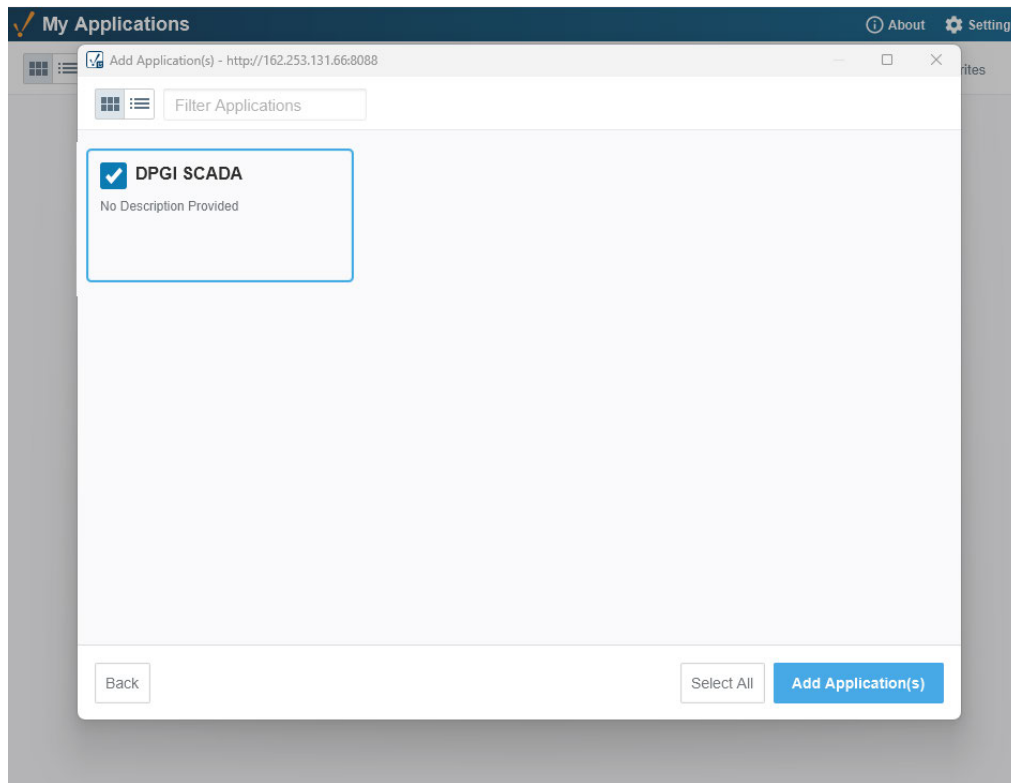 My Applications
About
Setting
Add Application(s) - http://162.253.131.66:8088
rites
Filter Applications
DPGI SCADA
No Description Provided
Back
Select All
Add Application(s)